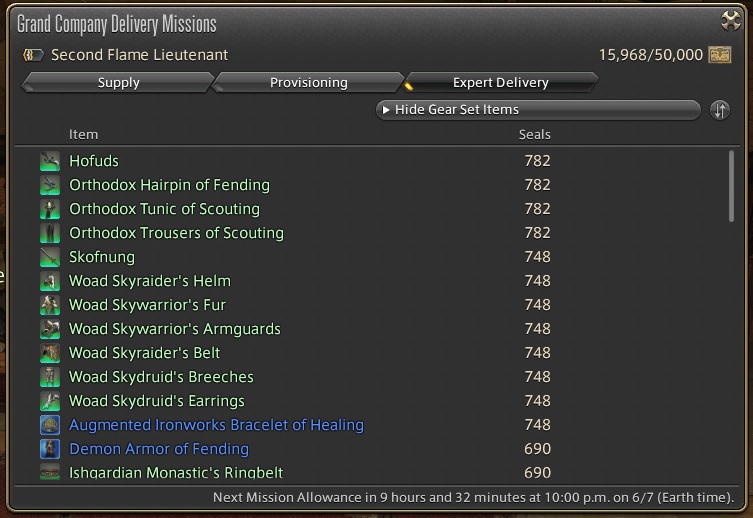 Grand Company Delivery Missions
Second Flame Lieutenant 15,968/50,000
Supply Provisioning Expert Delivery
Hide Gear Set Items
Item Seals
Hofuds 782
Orthodox Hairpin of Fending 782
Orthodox Tunic of Scouting 782
Orthodox Trousers of Scouting 782
Skofnung 748
Woad Skyraider's Helm 748
Woad Skywarrior's Fur 748
Woad Skywarrior's Armguards 748
Woad Skyraider's Belt 748
Woad Skydruid's Breeches 748
Woad Skydruid's Earrings 748
Augmented Ironworks Bracelet of Healing 748
Demon Armor of Fending 690
Ishgardian Monastic's Ringbelt 690
Next Mission Allowance in 9 hours and 32 minutes at 10:00 p.m. on 6/7 (Earth time).